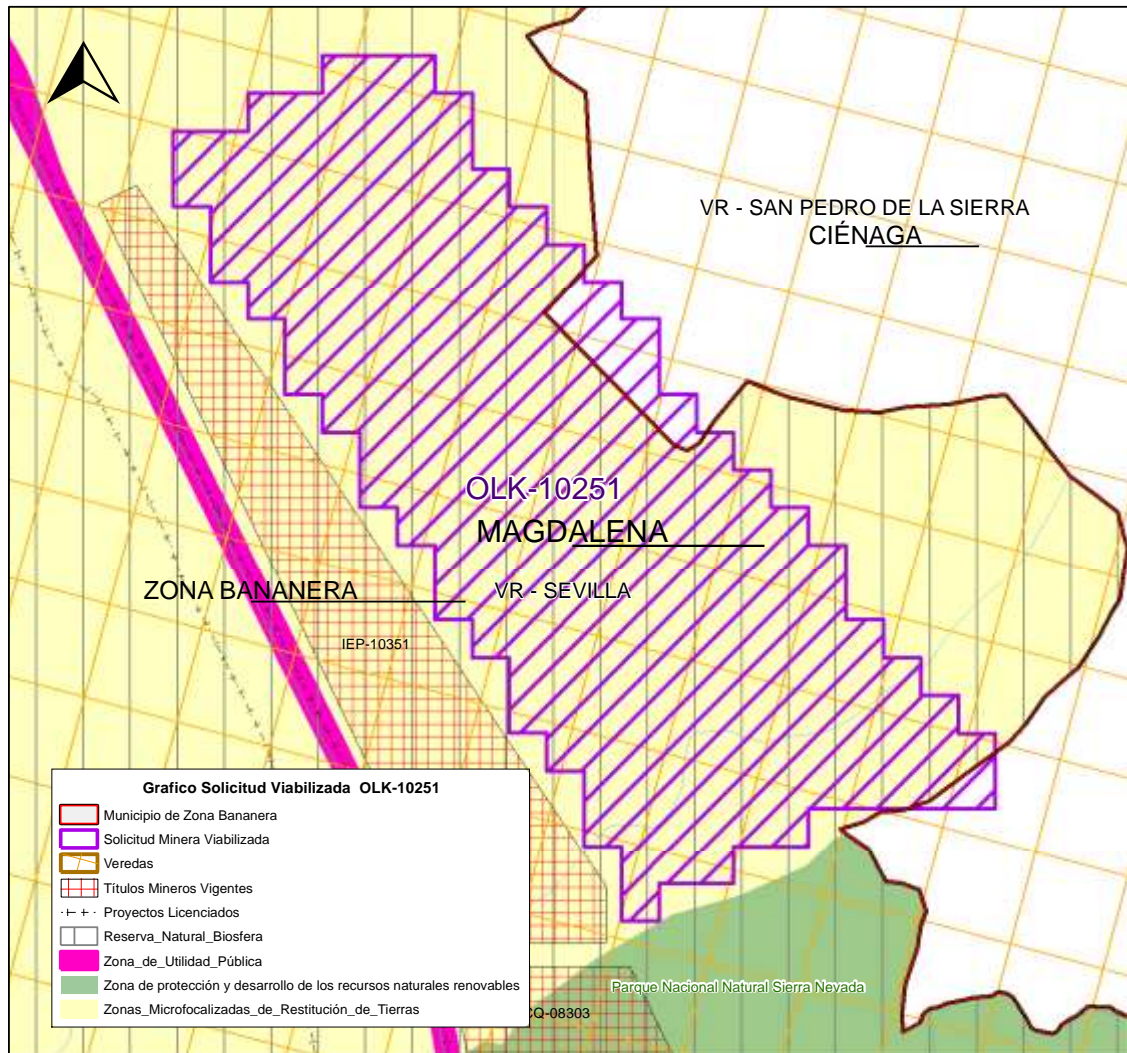 VR - SAN PEDRO DE LA SIERRA
CIÉNAGA
OLK-10251
MAGDALENA
ZONA BANANERA
VR - SEVILLA
IEP-10351
Grafico Solicitud Viabilizada OLK-10251
Municipio de Zona Bananera
Solicitud Minera Viabilizada
Veredas
Títulos Mineros Vigentes
Proyectos Licenciados
Reserva_Natural_Biosfera
Zona_de_Utilidad_Pública
Zona de protección y desarrollo de los recursos naturales renovables
Zonas_Microfocalizadas_de_Restitución_de_Tierras
Parque Nacional Natural Sierra Nevada
CQ-08303